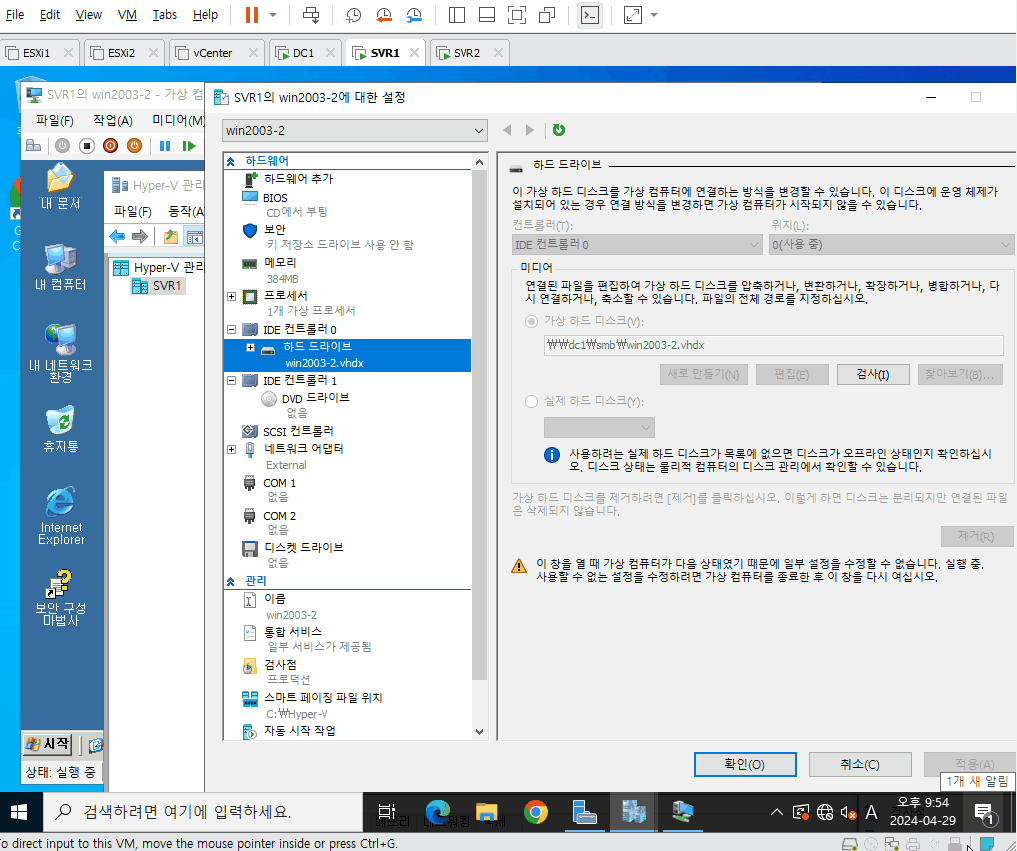 File Edit View VM Tabs Help
ESXi1 ESXi2 vCenter DC1 SVR1 SVR2
SVR1의 win2003-2 - 가상 컴
파일(F) 작업(A) 미디어(M)
내 문서
내 컴퓨터
내 네트워크
환경
휴지통
Internet
Explorer
보안 구성
마법사
시작
상태: 실행 중
Hyper-V 관리
파일(F) 동작(A)
Hyper-V 관리
SVR1
SVR1의 win2003-2에 대한 설정
win2003-2
하드웨어
하드웨어 추가
BIOS
CD에서 부팅
보안
키 저장소 드라이브 사용 안 함
메모리
384MB
프로세서
1개 가상 프로세서
IDE 컨트롤러 0
하드 드라이브
win2003-2.vhdx
IDE 컨트롤러 1
DVD 드라이브
없음
SCSI 컨트롤러
네트워크 어댑터
External
COM 1
없음
COM 2
없음
디스켓 드라이브
없음
관리
이름
win2003-2
통합 서비스
일부 서비스가 제공됨
검사점
프로덕션
스마트 페이징 파일 위치
C:₩Hyper-V
자동 시작 작업
하드 드라이브
이 가상 하드 디스크를 가상 컴퓨터에 연결하는 방식을 변경할 수 있습니다. 이 디스크에 운영 체제가
설치되어 있는 경우 연결 방식을 변경하면 가상 컴퓨터가 시작되지 않을 수 있습니다.
컨트롤러(T): 위치(L):
IDE 컨트롤러 0 0(사용 중)
미디어
연결된 파일을 편집하여 가상 하드 디스크를 압축하거나, 변환하거나, 확장하거나, 병합하거나, 다
시 연결하거나, 축소할 수 있습니다. 파일의 전체 경로를 지정하십시오.
가상 하드 디스크(V):
₩₩dc1₩smb₩win2003-2.vhdx
새로 만들기(N) 편집(E) 검사(I) 찾아보기(B)...
실제 하드 디스크(Y):
사용하려는 실제 하드 디스크가 목록에 없으면 디스크가 오프라인 상태인지 확인하십시
오. 디스크 상태는 물리적 컴퓨터의 디스크 관리에서 확인할 수 있습니다.
가상 하드 디스크를 제거하려면 [제거]를 클릭하십시오. 이렇게 하면 디스크는 분리되지만 연결된 파일
은 삭제되지 않습니다.
제거(R)
이 창을 열 때 가상 컴퓨터가 다음 상태였기 때문에 일부 설정을 수정할 수 없습니다. 실행 중.
사용할 수 없는 설정을 수정하려면 가상 컴퓨터를 종료한 후 이 창을 다시 여십시오.
확인(O) 취소(C) 적용(A)
1개 새 알림
검색하려면 여기에 입력하세요.
A 오후 9:54
2024-04-29
1
o direct input to this VM, move the mouse pointer inside or press Ctrl+G.